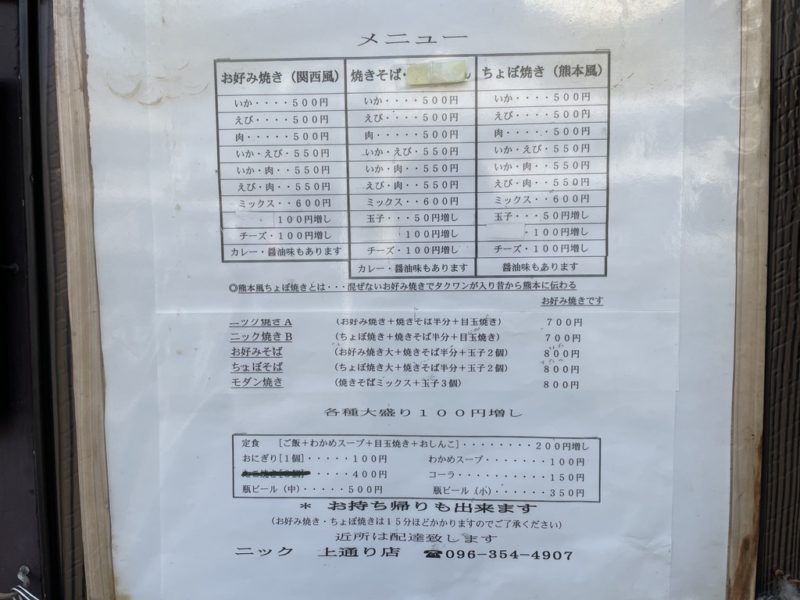 メニュー
お好み焼き（関西風） 焼きそば・ ん ちょぼ焼き（熊本風）
いか・・・・５００円 いか・・・・５００円 いか・・・・５００円
えび・・・・５００円 えび・・・・５００円 えび・・・・５００円
肉・・・・・５００円 肉・・・・・５００円 肉・・・・・５００円
いか・えび・５５０円 いか・えび・５５０円 いか・えび・５５０円
いか・肉・・５５０円 いか・肉・・５５０円 いか・肉・・５５０円
えび・肉・・５５０円 えび・肉・・５５０円 えび・肉・・５５０円
ミックス・・６００円 ミックス・・６００円 ミックス・・６００円
１００円増し 玉子・・・５０円増し 玉子・・・５０円増し
チーズ・１００円増し １００円増し ・１００円増し
カレー・醤油味もあります チーズ・１００円増し チーズ・１００円増し
カレー・醤油味もあります 醤油味もあります
◎熊本風ちょぼ焼きとは・・・混ぜないお好み焼きでタクワンが入り昔から熊本に伝わる
お好み焼きです
ニック焼きＡ （お好み焼き＋焼きそば半分＋目玉焼き） ７００円
ニック焼きＢ （ちょぼ焼き＋焼きそば半分＋目玉焼き） ７００円
お好みそば （お好み焼き大＋焼きそば半分＋玉子２個） ８００円
ちょぼそば （ちょぼ焼き大＋焼きそば半分＋玉子２個） ８００円
モダン焼き （焼きそばミックス＋玉子３個） ８００円
各種大盛り１００円増し
定食 ［ご飯＋わかめスープ＋目玉焼き＋おしんこ］・・・・・・・・２００円増し
おにぎり［１個］・・・・・１００円 わかめスープ・・・・・・・１００円
・・・・・４００円 コーラ・・・・・・・・・・１５０円
瓶ビール（中）・・・・・５００円 瓶ビール（小）・・・・・・３５０円
＊ お持ち帰りも出来ます
（お好み焼き・ちょぼ焼きは１５分ほどかかりますのでご了承ください）
近所は配達致します
ニック 上通り店 ☎096-354-4907